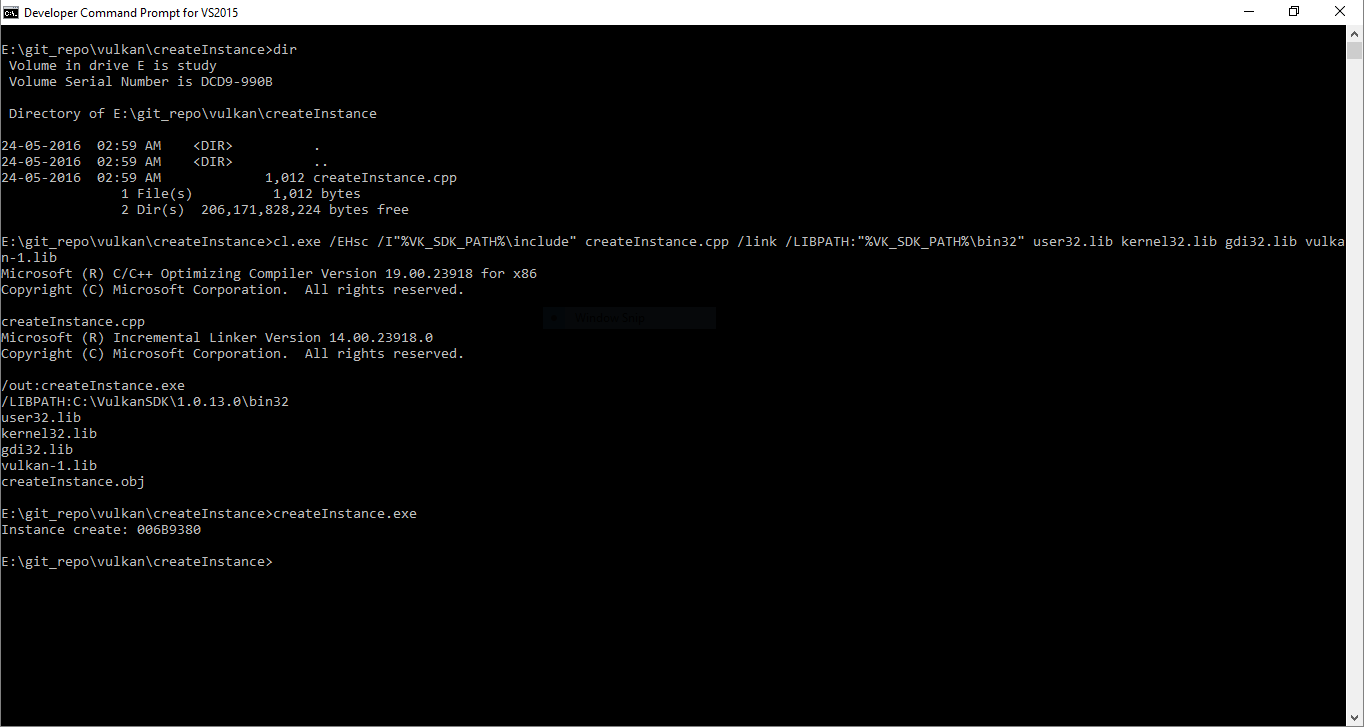 Developer Command Prompt for VS2015
E:\git_repo\vulkan\createInstance>dir
Volume in drive E is study
Volume Serial Number is DCD9-990B
Directory of E:\git_repo\vulkan\createInstance
24-05-2016  02:59 AM    <DIR>          .
24-05-2016  02:59 AM    <DIR>          ..
24-05-2016  02:59 AM             1,012 createInstance.cpp
1 File(s)          1,012 bytes
2 Dir(s)  206,171,828,224 bytes free
E:\git_repo\vulkan\createInstance>cl.exe /EHsc /I"%VK_SDK_PATH%\include" createInstance.cpp /link /LIBPATH:"%VK_SDK_PATH%\bin32" user32.lib kernel32.lib gdi32.lib vulka
n-1.lib
Microsoft (R) C/C++ Optimizing Compiler Version 19.00.23918 for x86
Copyright (C) Microsoft Corporation.  All rights reserved.
createInstance.cpp
Microsoft (R) Incremental Linker Version 14.00.23918.0
Copyright (C) Microsoft Corporation.  All rights reserved.
/out:createInstance.exe
/LIBPATH:C:\VulkanSDK\1.0.13.0\bin32
user32.lib
kernel32.lib
gdi32.lib
vulkan-1.lib
createInstance.obj
E:\git_repo\vulkan\createInstance>createInstance.exe
Instance create: 006B9380
E:\git_repo\vulkan\createInstance>